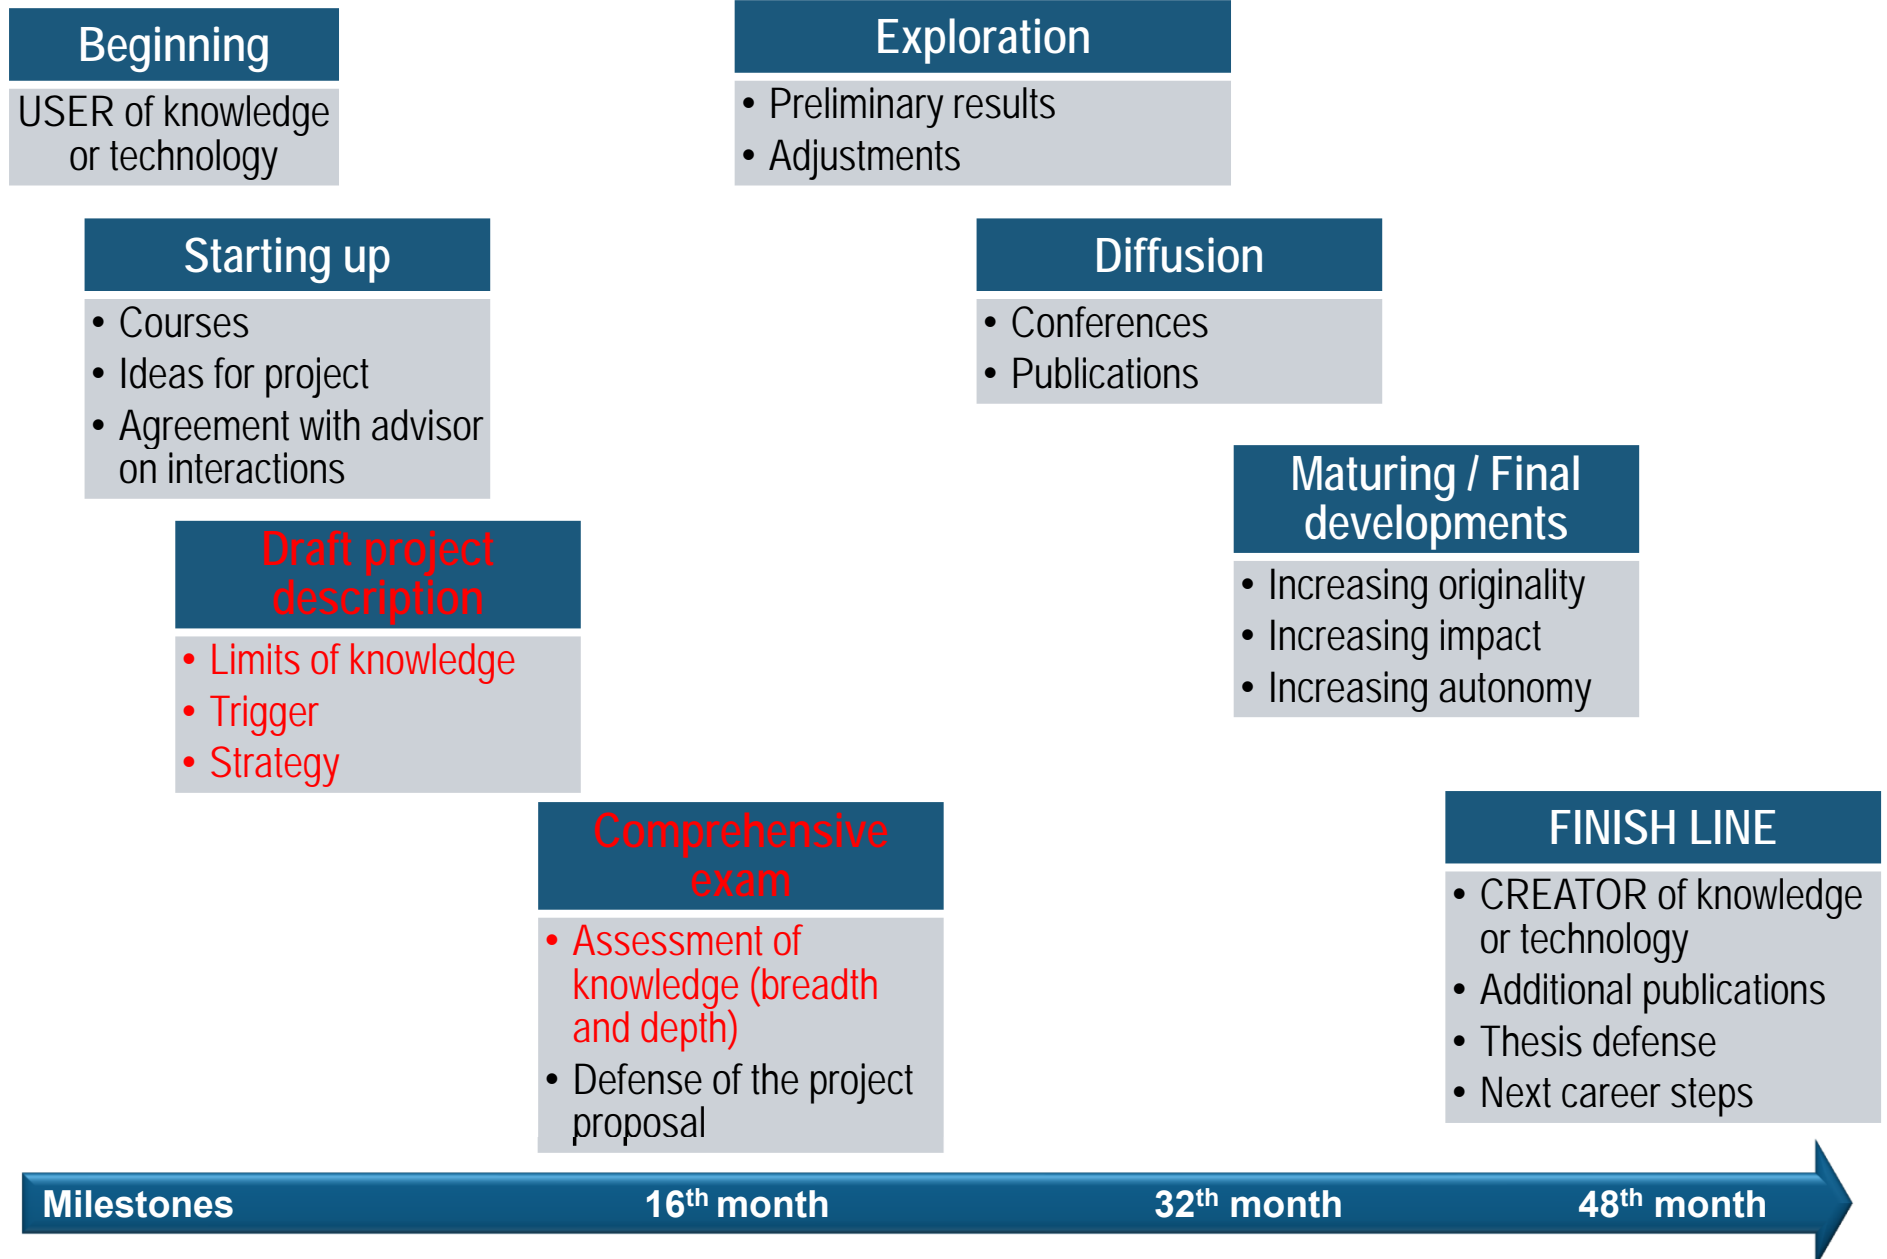 Beginning
USER of knowledge
or technology
Starting up
• Courses
• Ideas for project
• Agreement with advisor
on interactions
Draft project
description
• Limits of knowledge
• Trigger
• Strategy
Comprehensive
exam
• Assessment of
knowledge (breadth
and depth)
• Defense of the project
proposal
Exploration
• Preliminary results
• Adjustments
Diffusion
• Conferences
• Publications
Maturing / Final
developments
• Increasing originality
• Increasing impact
• Increasing autonomy
FINISH LINE
• CREATOR of knowledge
or technology
• Additional publications
• Thesis defense
• Next career steps
Milestones 16th month 32th month 48th month